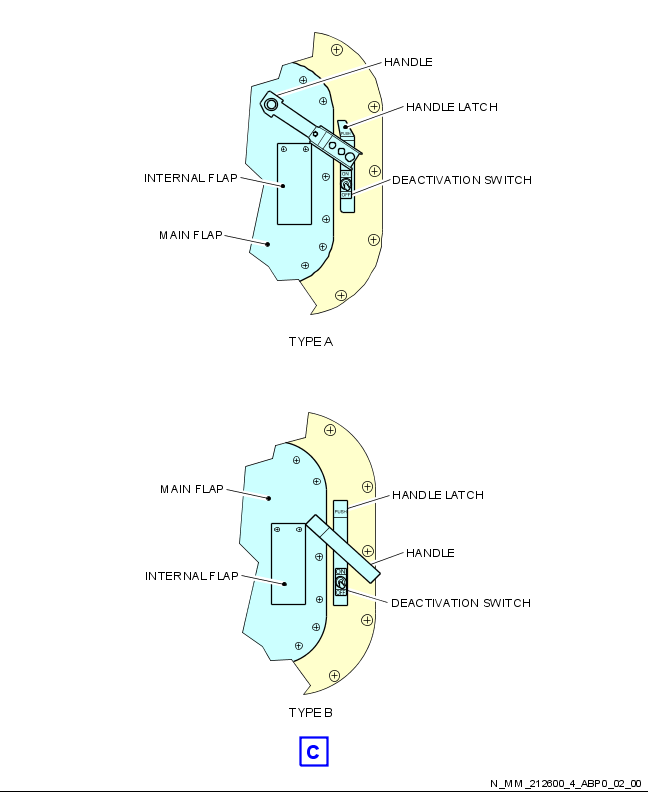 HANDLE
HANDLE LATCH
PUSH
INTERNAL FLAP
ON
DEACTIVATION SWITCH
OFF
MAIN FLAP
TYPE A
MAIN FLAP
HANDLE LATCH
PUSH
HANDLE
INTERNAL FLAP
ON
OFF
DEACTIVATION SWITCH
TYPE B
C
N_MM_212600_4_ABP0_02_00